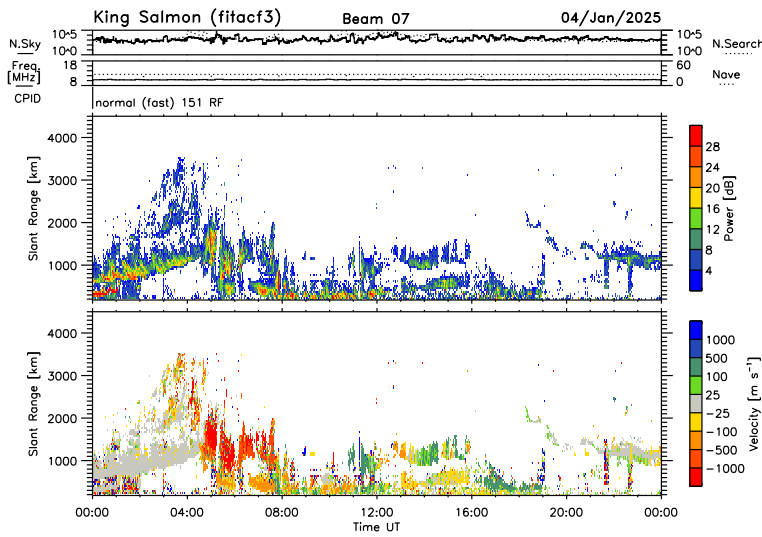 King Salmon (fitacf3) Beam 07 04/Jan/2025
N.Sky 10^5 10^0 10^5 10^0 N.Search
Freq. [MHz] 18 8 60 0 Nave
CPID normal (fast) 151 RF
Slant Range [km] 4000 3000 2000 1000
Power [dB] 28 24 20 16 12 8 4
Slant Range [km] 4000 3000 2000 1000
Velocity [m s⁻¹] 1000 500 100 25 -25 -100 -500 -1000
00:00 04:00 08:00 12:00 16:00 20:00 00:00
Time UT